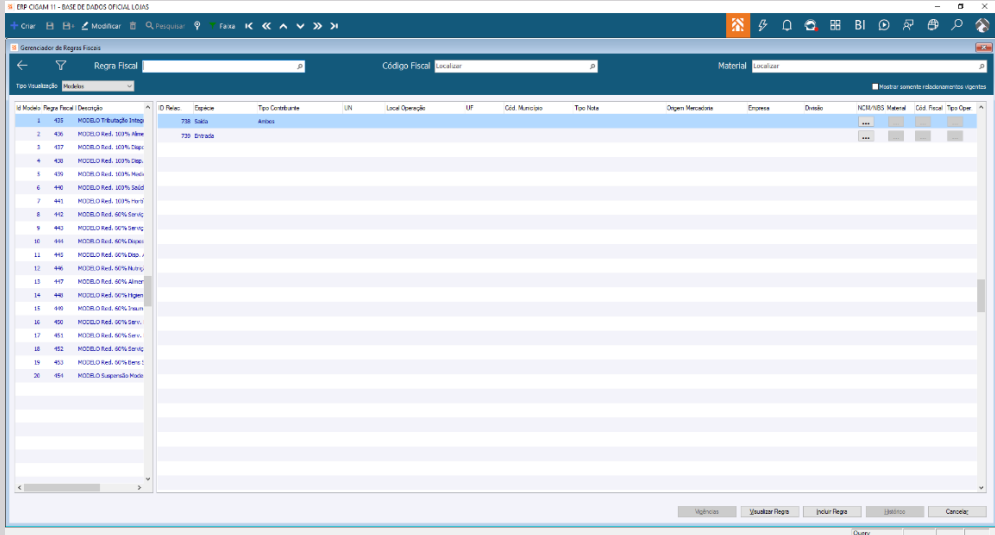 ERP CIGAM 11 - BASE DE DADOS OFICIAL LOJAS
Criar Modificar Pesquisar Faixa BI
Gerenciador de Regras Fiscais
Regra Fiscal Código Fiscal Localizar Material Localizar
Tipo Visualização Modelos Mostrar somente relacionamentos vigentes
Id Modelo Regra Fiscal Descrição ID Relac. Espécie Tipo Contribuinte UN Local Operação UF Cód. Município Tipo Nota Origem Mercadoria Empresa Divisão NCM/NBS Material Cód. Fiscal Tipo Oper
1 435 MODELO Tributação Integ 738 Saída Ambos ... ... ... ...
2 436 MODELO Red. 100% Alime 739 Entrada ... ... ... ...
3 437 MODELO Red. 100% Dispo
4 438 MODELO Red. 100% Disp.
5 439 MODELO Red. 100% Medi
6 440 MODELO Red. 100% Saúd
7 441 MODELO Red. 100% Horti
8 442 MODELO Red. 60% Serviç
9 443 MODELO Red. 60% Serviç
10 444 MODELO Red. 60% Dispos
11 445 MODELO Red. 60% Disp. A
12 446 MODELO Red. 60% Nutriç
13 447 MODELO Red. 60% Alimen
14 448 MODELO Red. 60% Higien
15 449 MODELO Red. 60% Insum
16 450 MODELO Red. 60% Serv.
17 451 MODELO Red. 60% Serv.
18 452 MODELO Red. 60% Serviç
19 453 MODELO Red. 60% Bens S
20 454 MODELO Suspensão Mode
Vigências Visualizar Regra Incluir Regra Histórico Cancelar
Query